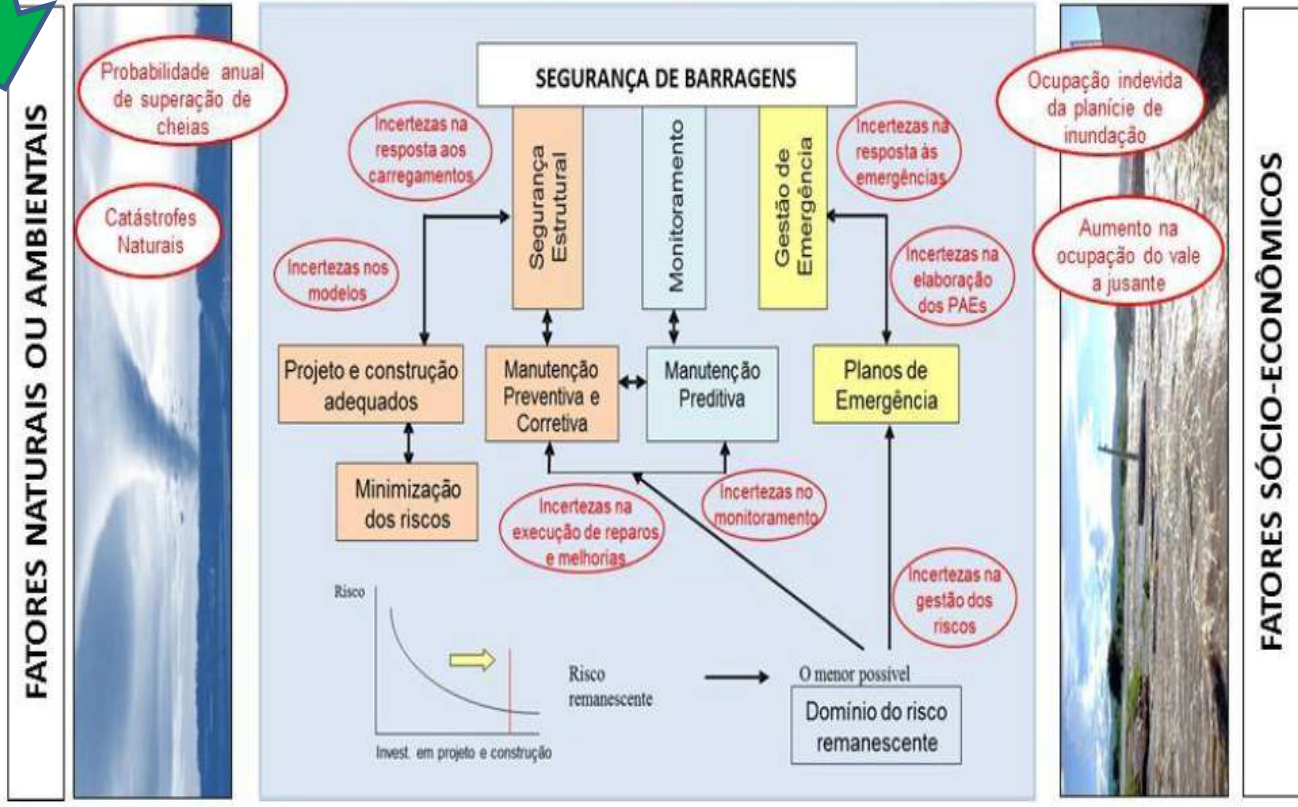 FATORES NATURAIS OU AMBIENTAIS
Probabilidade anual
de superação de
cheias
Catástrofes
Naturais
SEGURANÇA DE BARRAGENS
Incertezas na
resposta aos
carregamentos
Segurança
Estrutural
Monitoramento
Gestão de
Emergência
Incertezas na
resposta às
emergências
Incertezas nos
modelos
Incertezas na
elaboração
dos PAEs
Projeto e construção
adequados
Manutenção
Preventiva e
Corretiva
Manutenção
Preditiva
Planos de
Emergência
Minimização
dos riscos
Incertezas na
execução de reparos
e melhorias
Incertezas no
monitoramento
Incertezas na
gestão dos
riscos
Risco
Invest. em projeto e construção
Risco
remanescente
O menor possível
Domínio do risco
remanescente
Ocupação indevida
da planície de
inundação
Aumento na
ocupação do vale
a jusante
FATORES SÓCIO-ECONÔMICOS